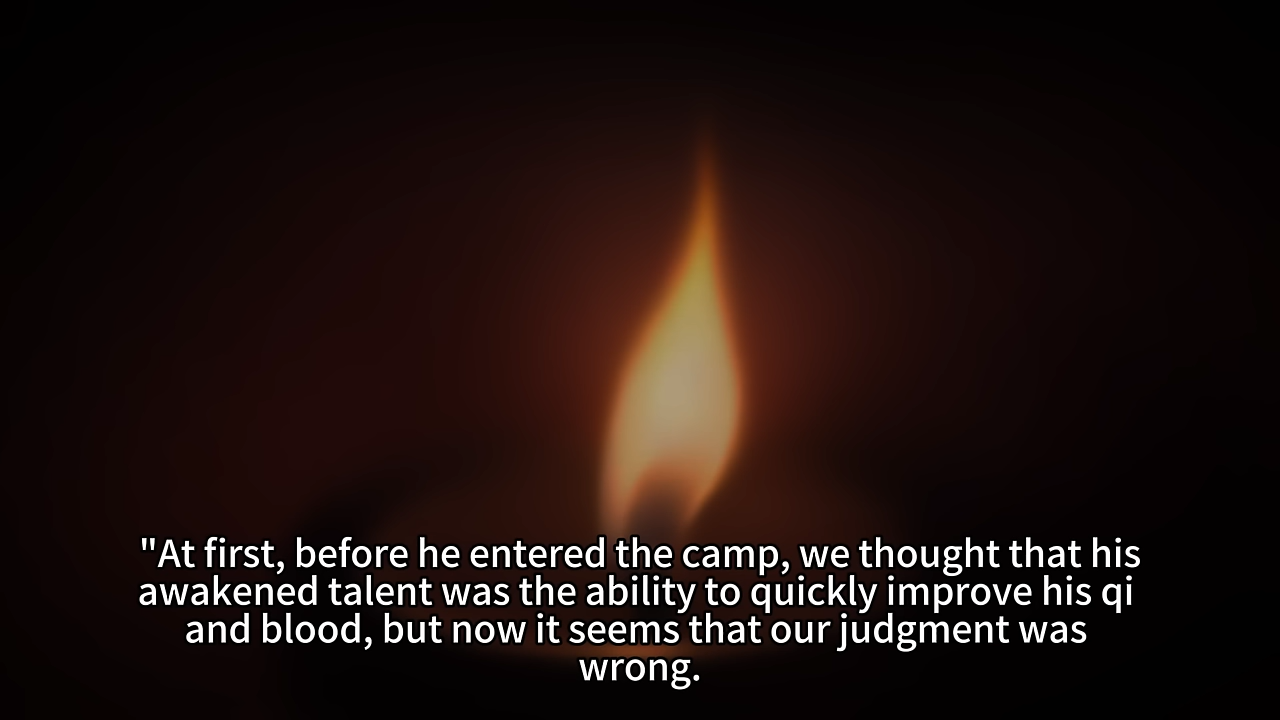 "At first, before he entered the camp, we thought that his
awakened talent was the ability to quickly improve his qi
and blood, but now it seems that our judgment was
wrong.